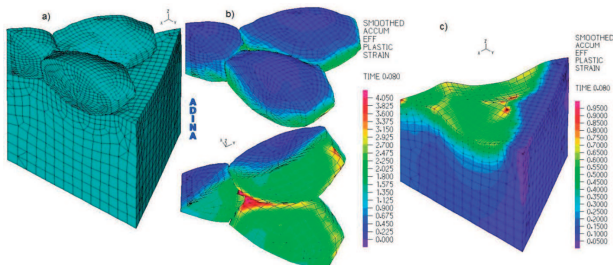 a)
b)
SMOOTHED
ACCUM
EFF
PLASTIC
STRAIN
TIME 0.080
4.050
3.825
3.600
3.375
3.150
2.925
2.700
2.475
2.250
2.025
1.800
1.575
1.350
1.125
0.900
0.675
0.450
0.225
0.000
ADINA
c)
SMOOTHED
ACCUM
EFF
PLASTIC
STRAIN
TIME 0.080
0.9500
0.9000
0.8500
0.8000
0.7500
0.7000
0.6500
0.6000
0.5500
0.5000
0.4500
0.4000
0.3500
0.3000
0.2500
0.2000
0.1500
0.1000
0.0500